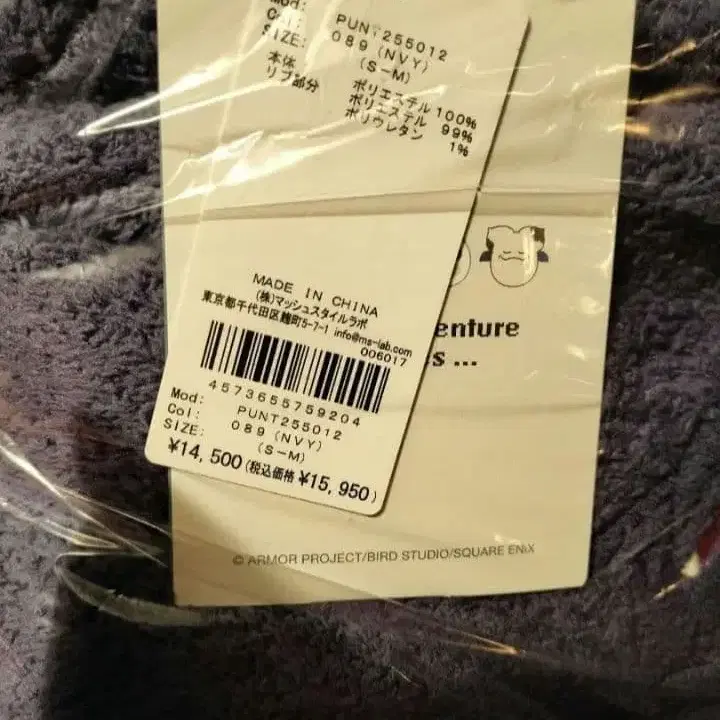 Mod: PUNT255012
Col: 089 (NVY)
SIZE: (S-M)
本体 ポリエステル 100%
リブ部分 ポリエステル 99%
ポリウレタン 1%
MADE IN CHINA
(株)マッシュスタイルラボ
東京都千代田区麹町5-7-1 info@ms-lab.com
006017
4573655759204
Mod: PUNT255012
Col: 089 (NVY)
SIZE: (S-M)
¥14,500(税込価格 ¥15,950)
enture
s ...
© ARMOR PROJECT/BIRD STUDIO/SQUARE ENIX